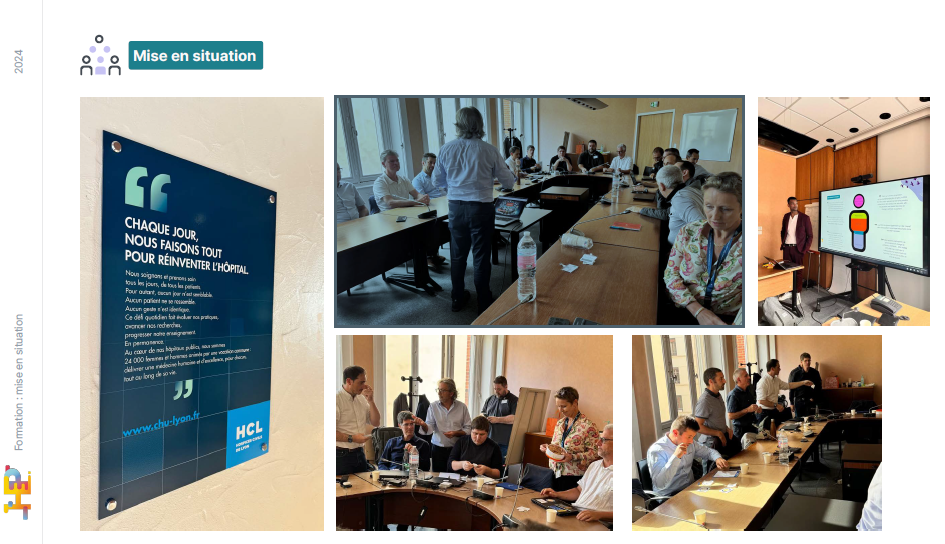 2024
Formation : mise en situation
Mise en situation
CHAQUE JOUR,
NOUS FAISONS TOUT
POUR RÉINVENTER L'HÔPITAL.
Nous soignons et prenons soin
tous les jours, de tous les patients.
Pour autant, aucun jour n'est semblable.
Aucun patient ne se ressemble.
Aucun geste n'est identique.
Ce défi quotidien fait évoluer nos pratiques,
avancer nos recherches,
progresser notre enseignement.
En permanence.
Au cœur de nos hôpitaux publics, nous sommes
24 000 femmes et hommes animés par une vocation commune :
délivrer une médecine humaine et d'excellence, pour chacun,
tout au long de sa vie.
www.chu-lyon.fr
HCL
HOSPICES CIVILS
DE LYON